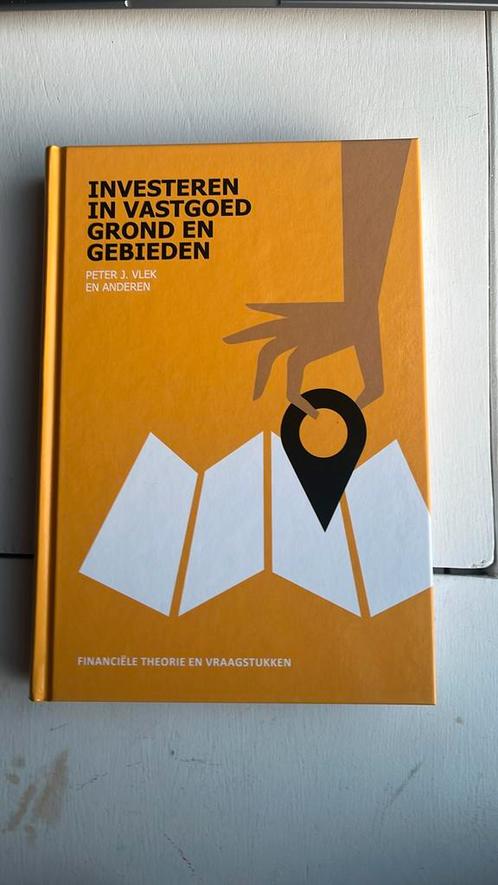 INVESTEREN
IN VASTGOED
GROND EN
GEBIEDEN
PETER J. VLEK
EN ANDEREN
FINANCIËLE THEORIE EN VRAAGSTUKKEN